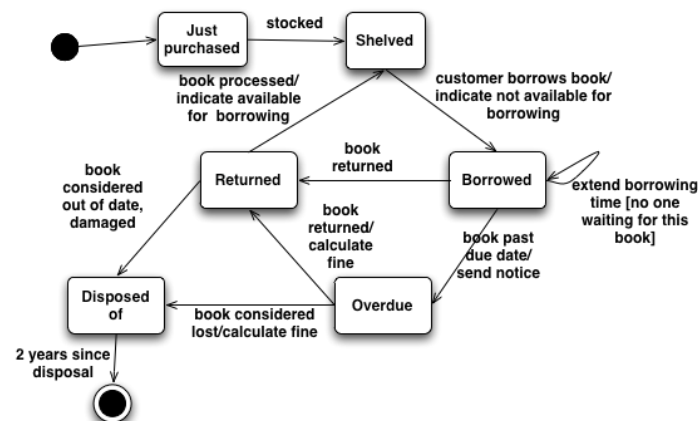 Just
purchased
stocked
Shelved
book processed/
indicate available
for borrowing
customer borrows book/
indicate not available for
borrowing
book
considered
out of date,
damaged
Returned
book
returned
Borrowed
extend borrowing
time [no one
waiting for this
book]
book
returned/
calculate
fine
book past
due date/
send notice
Disposed
of
book considered
lost/calculate fine
Overdue
2 years since
disposal